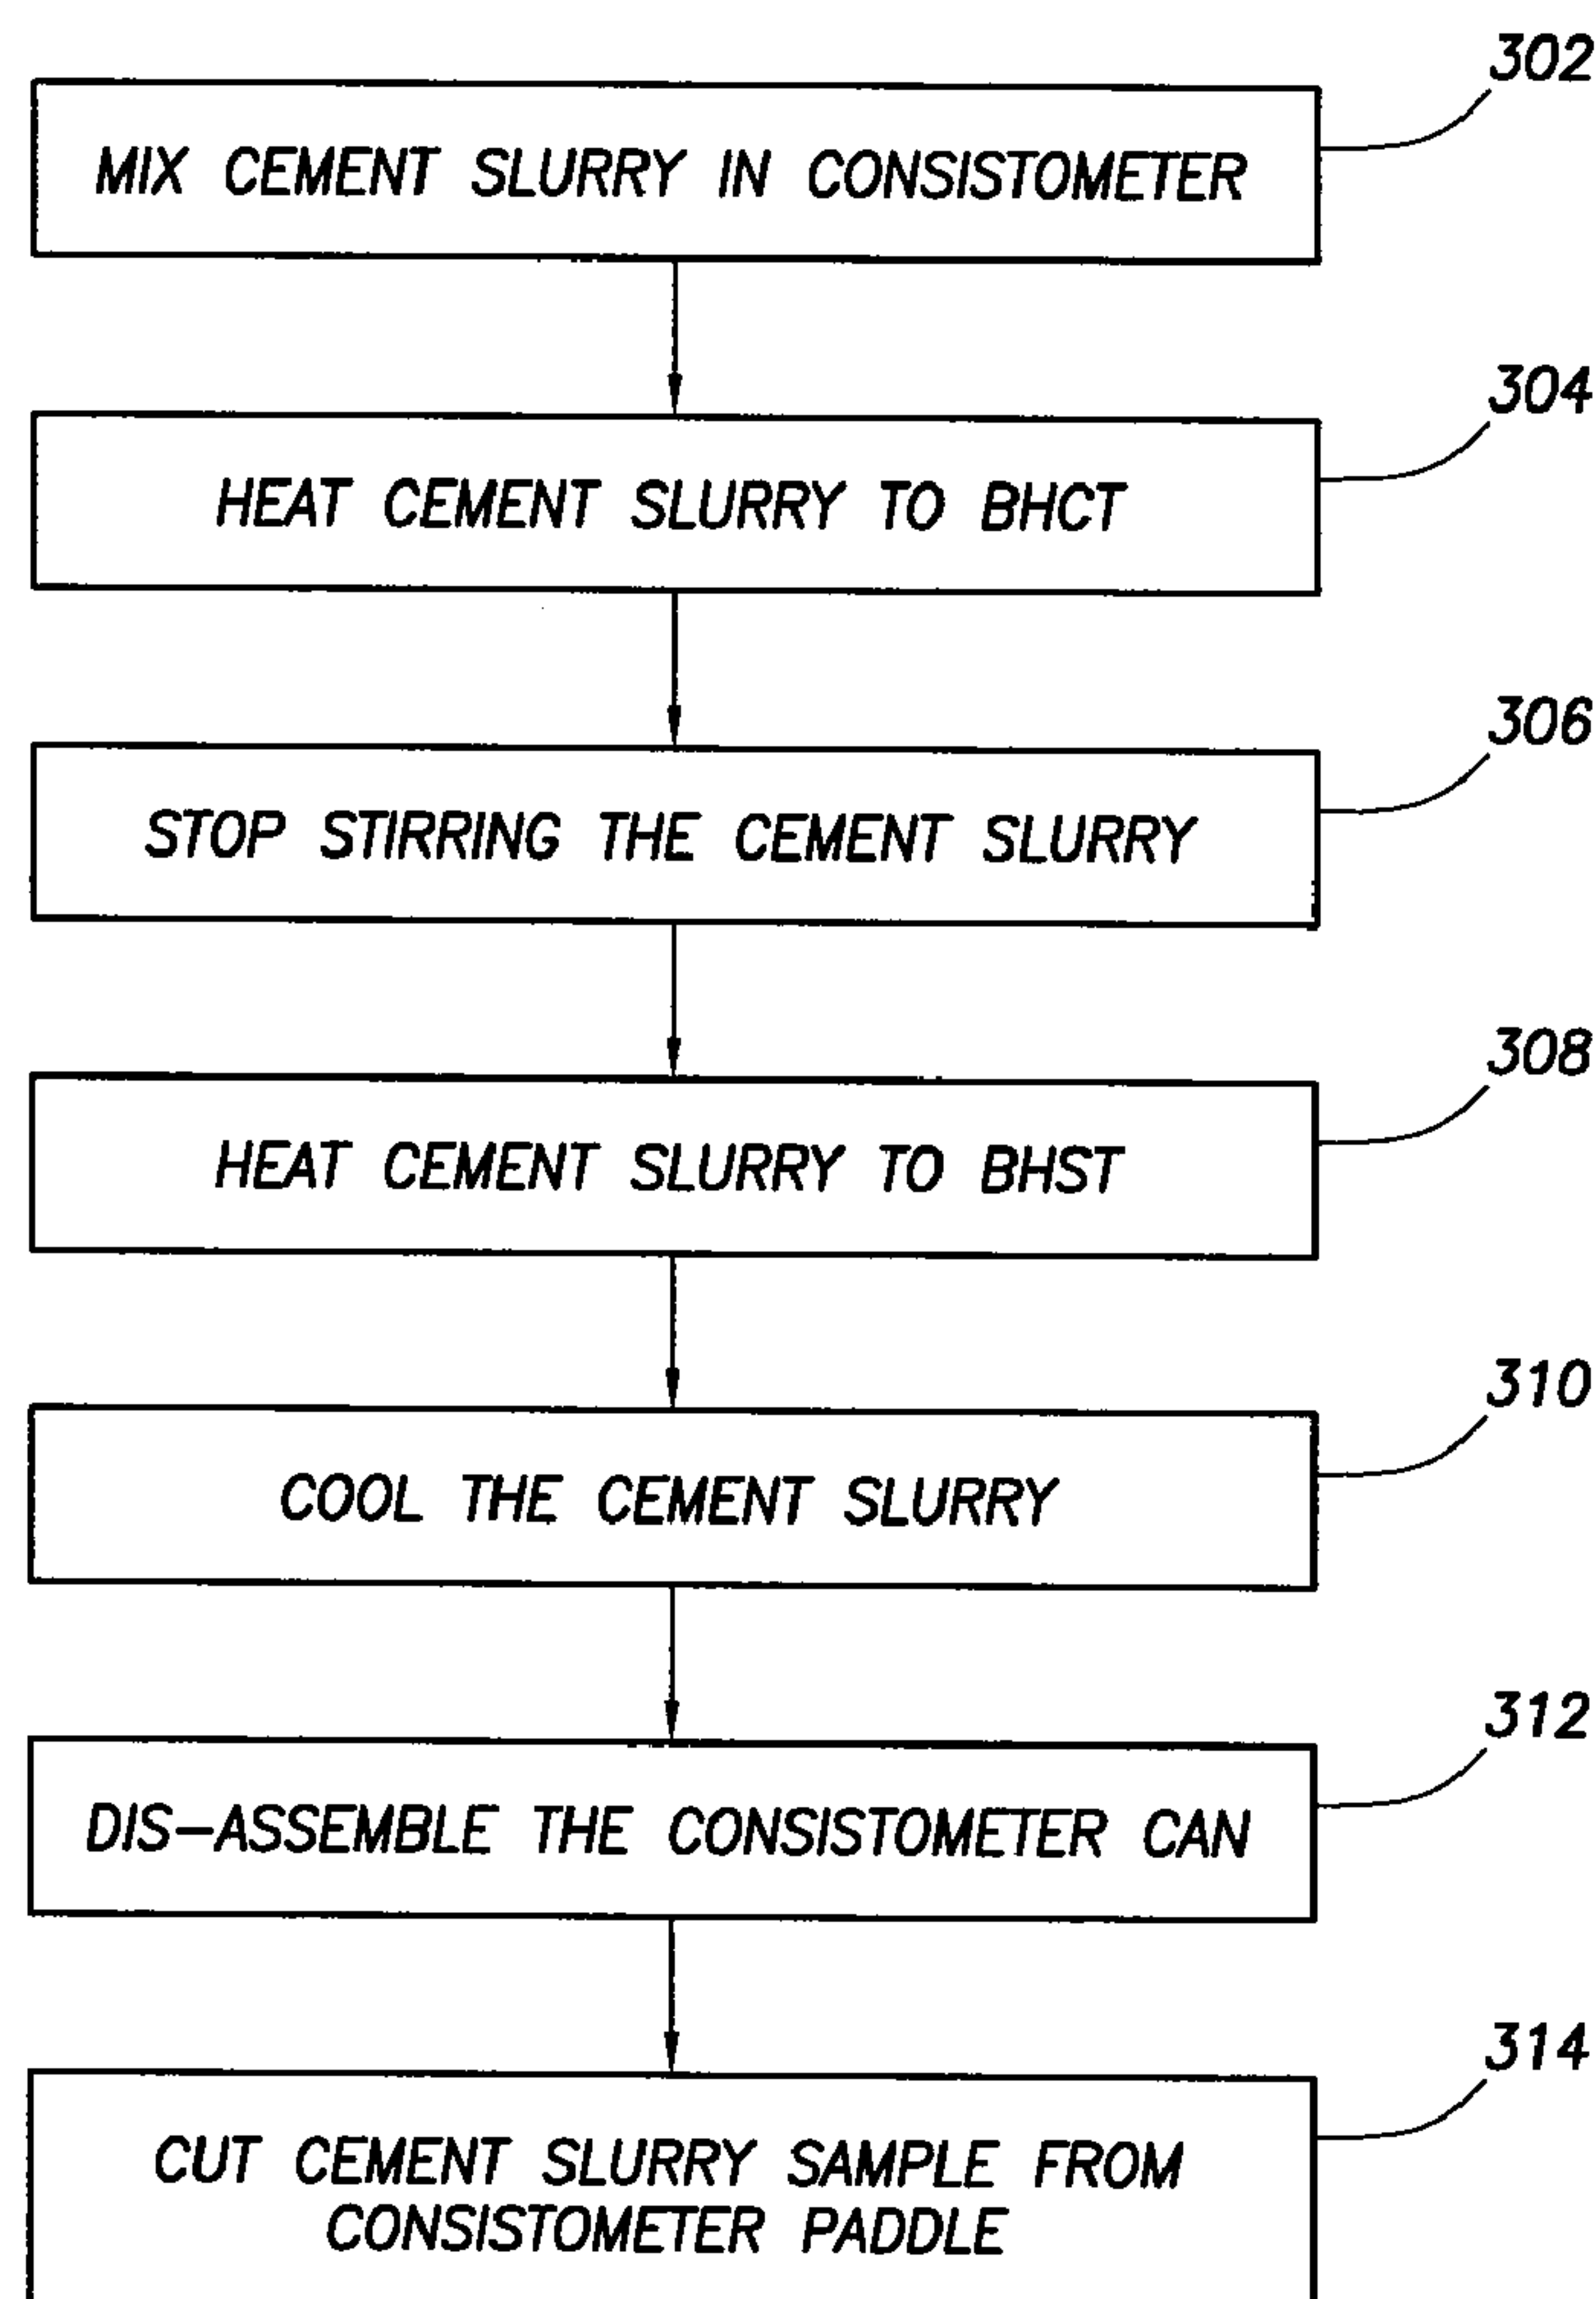 302
MIX CEMENT SLURRY IN CONSISTOMETER
304
HEAT CEMENT SLURRY TO BHCT
306
STOP STIRRING THE CEMENT SLURRY
308
HEAT CEMENT SLURRY TO BHST
310
COOL THE CEMENT SLURRY
312
DIS-ASSEMBLE THE CONSISTOMETER CAN
314
CUT CEMENT SLURRY SAMPLE FROM
CONSISTOMETER PADDLE